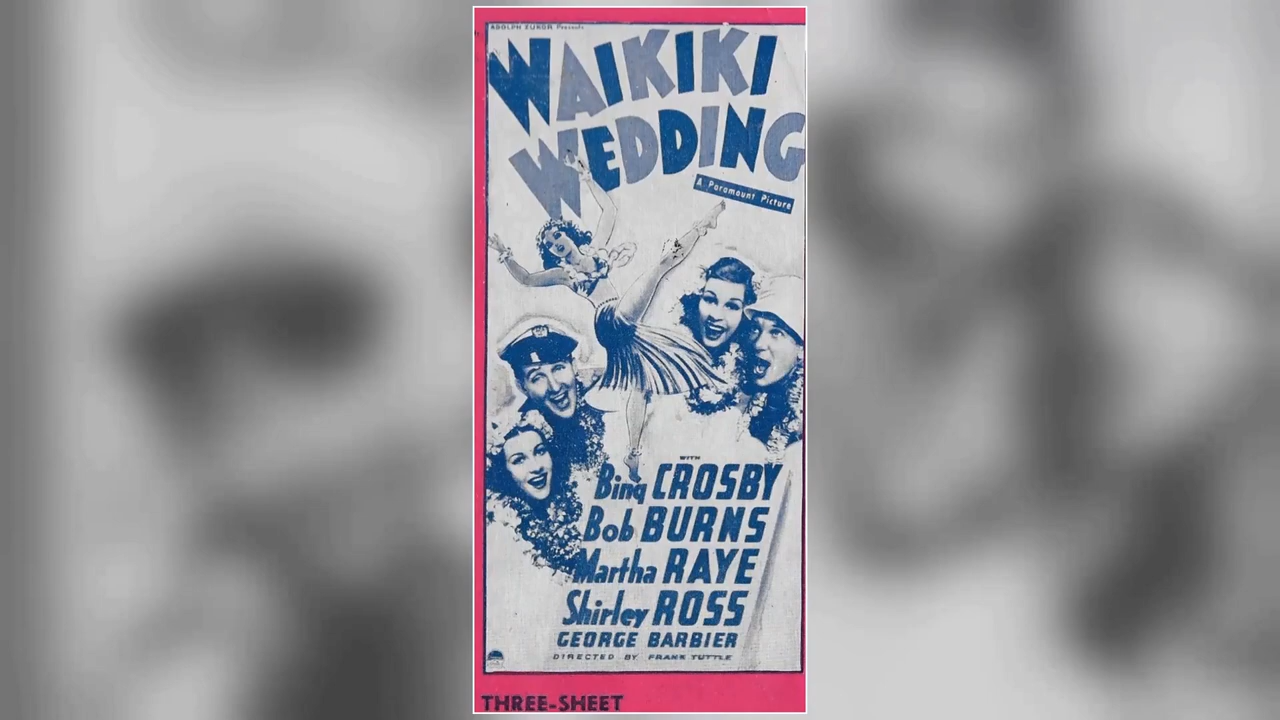 ADOLPH ZUKOR Presents
WAIKIKI
WEDDING
A Paramount Picture
WITH
Bing CROSBY
Bob BURNS
Martha RAYE
Shirley ROSS
GEORGE BARBIER
DIRECTED BY FRANK TUTTLE
THREE-SHEET